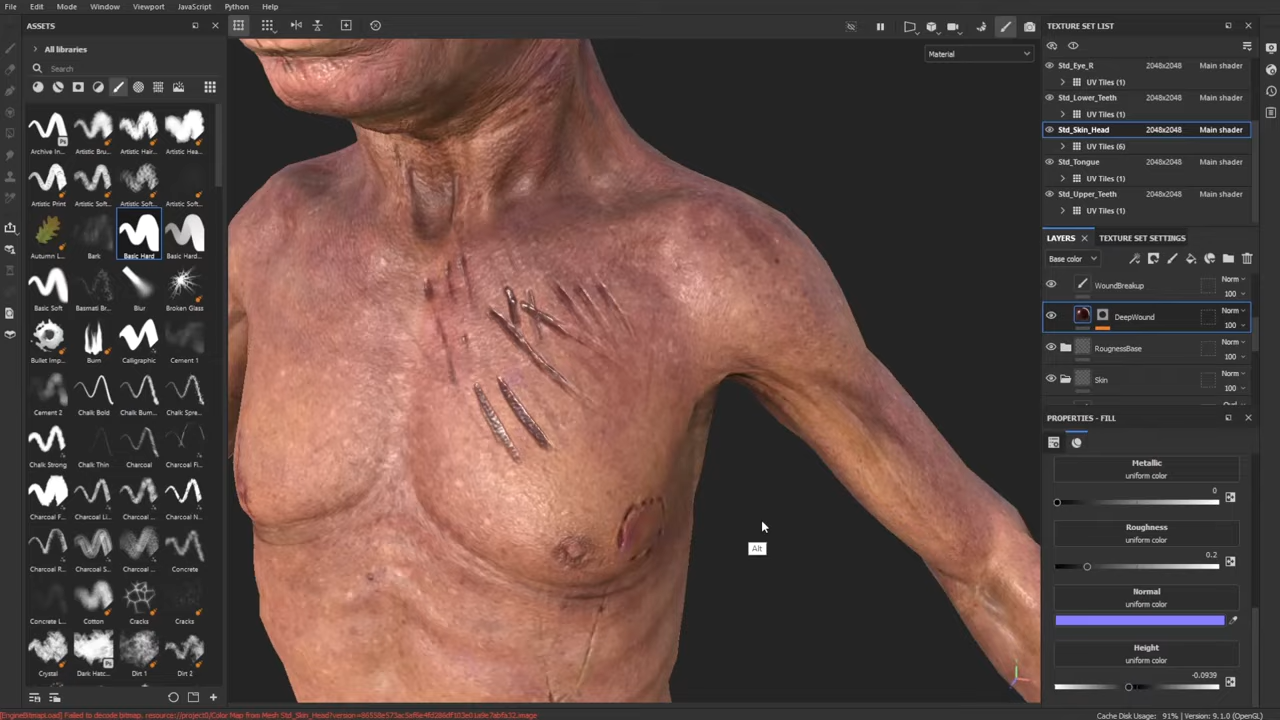 File Edit Mode Window Viewport JavaScript Python Help
ASSETS
All libraries
Search
Archive In... Artistic Bru... Artistic Hair... Artistic Hea...
Artistic Print Artistic Soft... Artistic Soft... Artistic Sof...
Autumn L... Bark Basic Hard Basic Hard...
Basic Soft Basmati Br... Blur Broken Glass
Bullet Imp... Burn Calligraphic Cement 1
Cement 2 Chalk Bold Chalk Bum... Chalk Spre...
Chalk Strong Chalk Thin Charcoal Charcoal Fi...
Charcoal F... Charcoal Li... Charcoal ... Charcoal N...
Charcoal R... Charcoal S... Charcoal ... Concrete
Concrete L... Cotton Cracks Cracks
Crystal Dark Hatc... Dirt 1 Dirt 2
Material
Alt
TEXTURE SET LIST
Std_Eye_R 2048x2048 Main shader
UV Tiles (1)
Std_Lower_Teeth 2048x2048 Main shader
UV Tiles (1)
Std_Skin_Head 2048x2048 Main shader
UV Tiles (6)
Std_Tongue 2048x2048 Main shader
UV Tiles (1)
Std_Upper_Teeth 2048x2048 Main shader
UV Tiles (1)
LAYERS TEXTURE SET SETTINGS
Base color
WoundBreakup Norm 100
DeepWound Norm 100
RougnessBase Norm 100
Skin Norm 100
PROPERTIES - FILL
Metallic
uniform color
0
Roughness
uniform color
0.2
Normal
uniform color
Height
uniform color
-0.0939
Cache Disk Usage: 91% | Version: 9.1.0 (OpenGL)